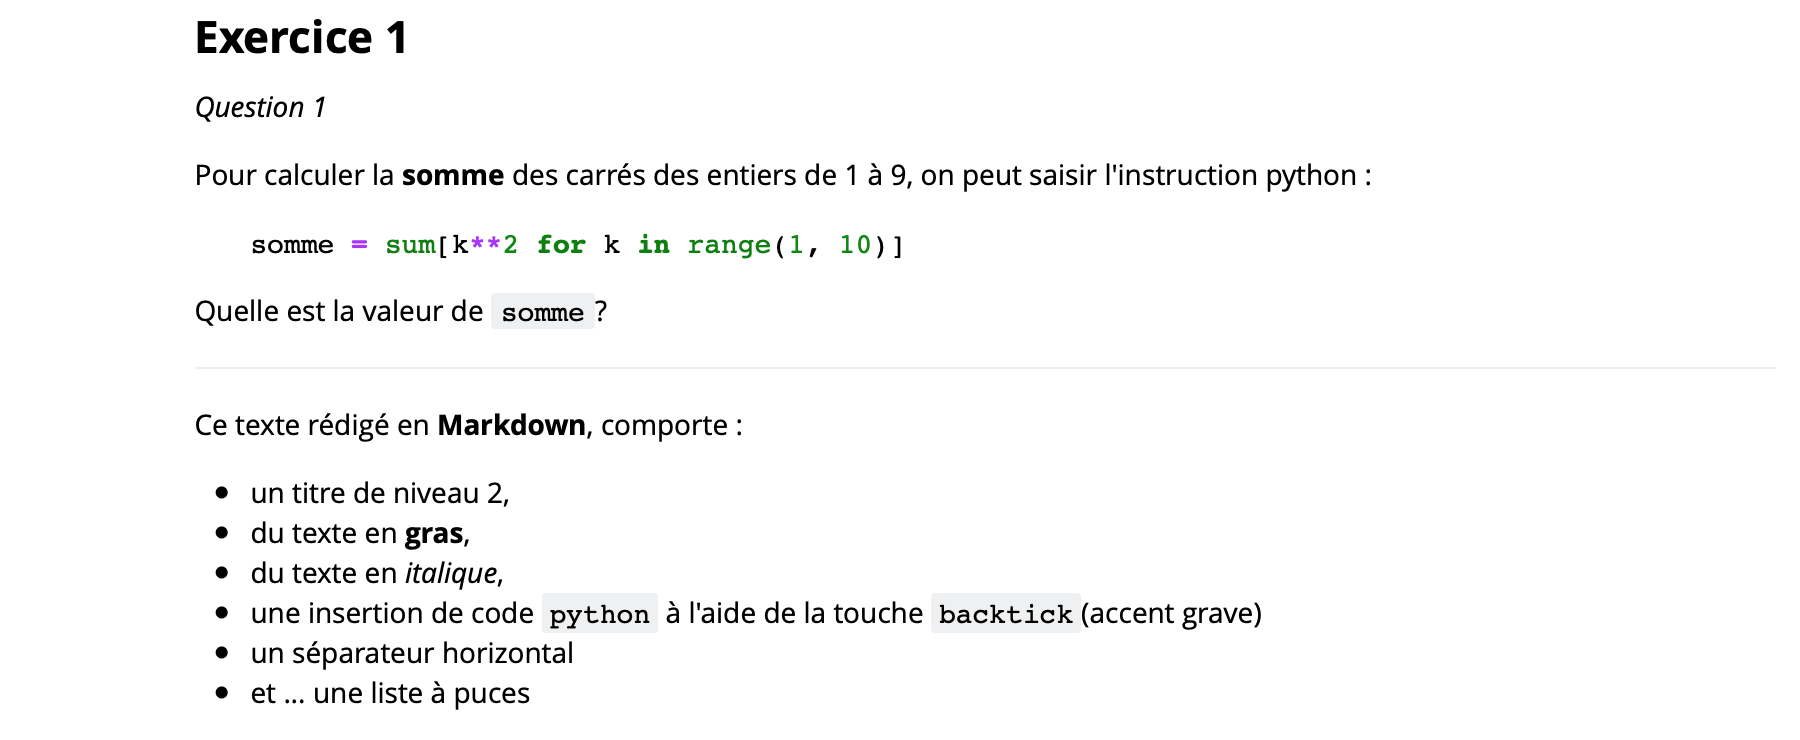 Exercice 1
Question 1
Pour calculer la somme des carrés des entiers de 1 à 9, on peut saisir l'instruction python :
somme = sum[k**2 for k in range(1, 10)]
Quelle est la valeur de somme ?
Ce texte rédigé en Markdown, comporte :
• un titre de niveau 2,
• du texte en gras,
• du texte en italique,
• une insertion de code python à l'aide de la touche backtick (accent grave)
• un séparateur horizontal
• et ... une liste à puces